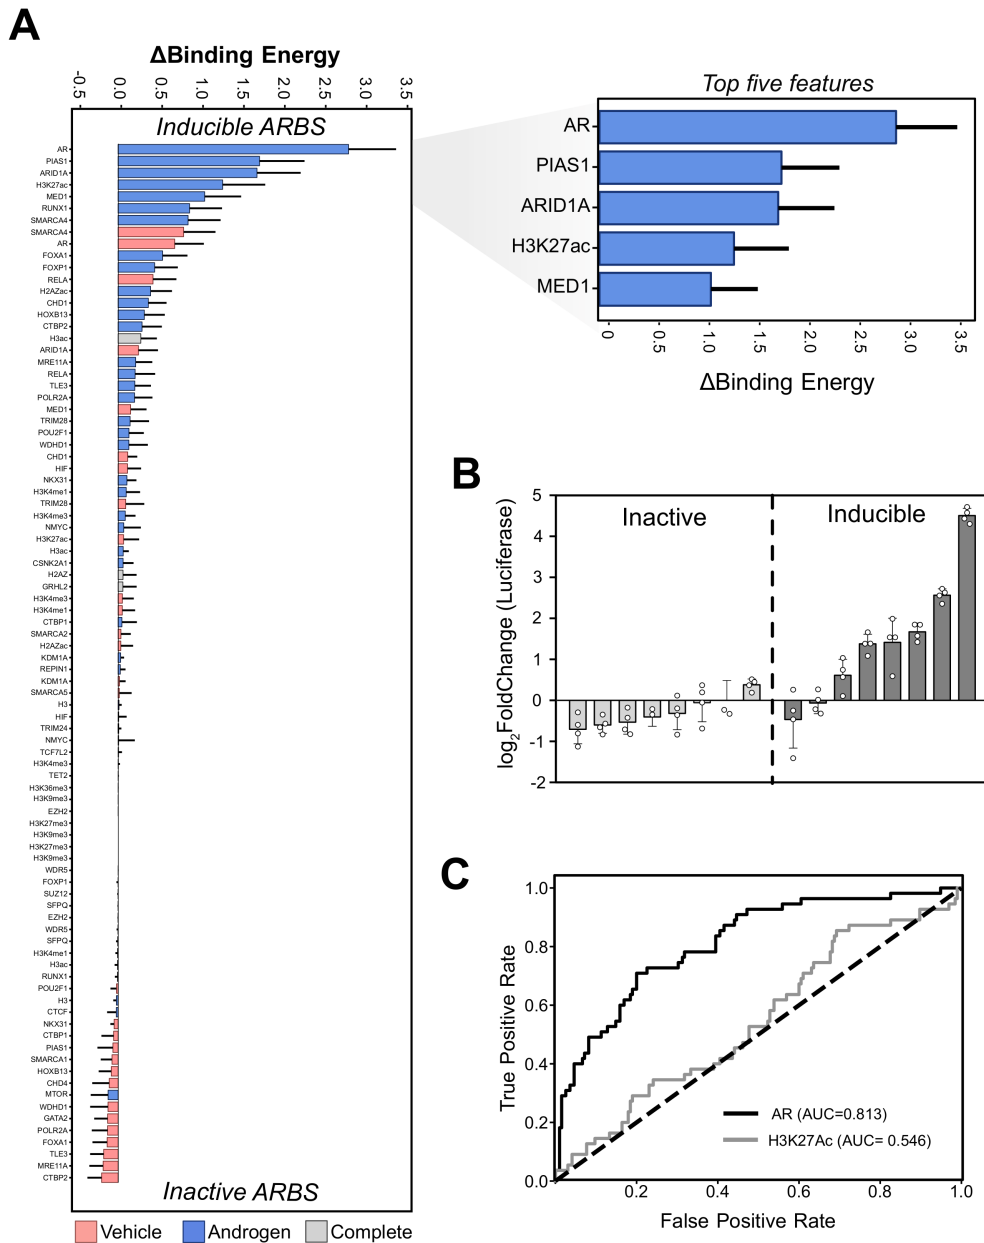 A
ΔBinding Energy
-0.5 0.0 0.5 1.0 1.5 2.0 2.5 3.0 3.5
Inducible ARBS
AR
PIAS1
ARID1A
H3K27ac
MED1
RUNX1
SMARCA4
SMARCA4
AR
FOXA1
FOXP1
RELA
H2AZac
CHD1
HOXB13
CTBP2
H3ac
ARID1A
MRE11A
RELA
TLE3
POLR2A
MED1
TRIM28
POU2F1
WDHD1
CHD1
HIF
NKX31
H3K4me1
TRIM28
H3K4me3
NMYC
H3K27ac
H3ac
CSNK2A1
H2AZ
GRHL2
H3K4me3
H3K4me1
CTBP1
SMARCA2
H2AZac
KDM1A
REPIN1
KDM1A
SMARCA5
H3
HIF
TRIM24
NMYC
TCF7L2
H3K4me3
TET2
H3K36me3
H3K9me3
EZH2
H3K27me3
H3K9me3
H3K27me3
H3K9me3
WDR5
FOXP1
SUZ12
SFPQ
EZH2
WDR5
SFPQ
H3K4me1
H3ac
RUNX1
POU2F1
H3
CTCF
NKX31
CTBP1
PIAS1
SMARCA1
HOXB13
CHD4
MTOR
WDHD1
GATA2
POLR2A
FOXA1
TLE3
MRE11A
CTBP2
Inactive ARBS
Vehicle Androgen Complete
Top five features
AR
PIAS1
ARID1A
H3K27ac
MED1
0 0.5 1.0 1.5 2.0 2.5 3.0 3.5
ΔBinding Energy
B
log2FoldChange (Luciferase)
5
4
3
2
1
0
-1
-2
Inactive
Inducible
C
True Positive Rate
1.0
0.8
0.6
0.4
0.2
0.0
AR (AUC=0.813)
H3K27Ac (AUC= 0.546)
0.2 0.4 0.6 0.8 1.0
False Positive Rate